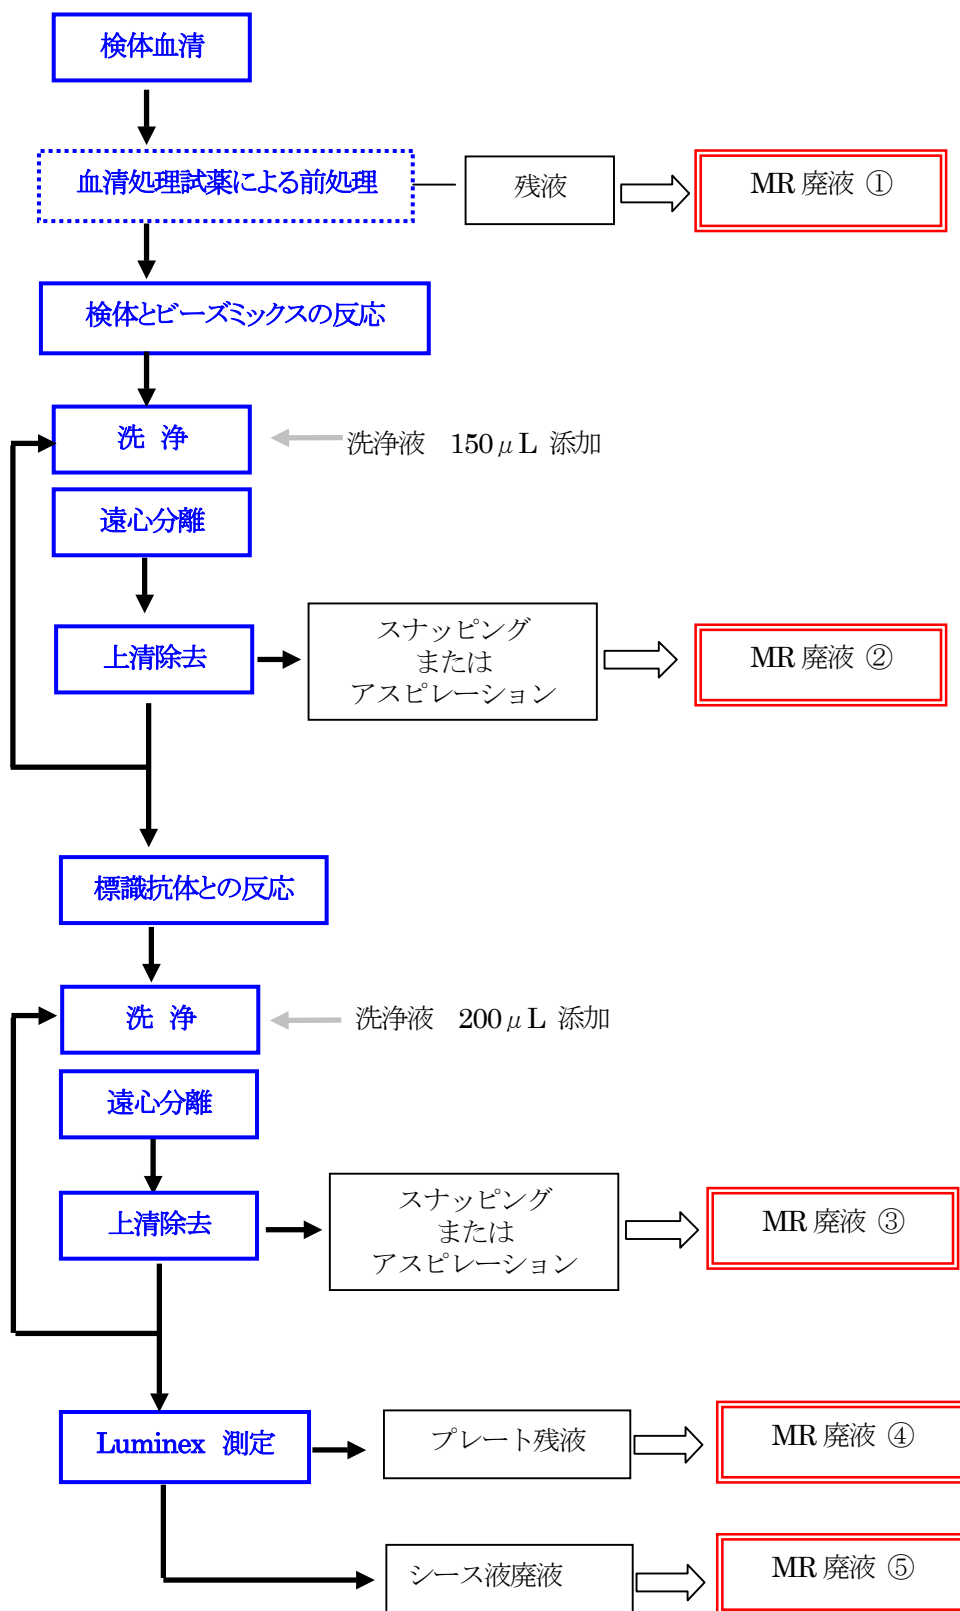 検体血清
血清処理試薬による前処理
残液
MR 廃液 ①
検体とビーズミックスの反応
洗 浄
洗浄液 150μL 添加
遠心分離
上清除去
スナッピング
または
アスピレーション
MR 廃液 ②
標識抗体との反応
洗 浄
洗浄液 200μL 添加
遠心分離
上清除去
スナッピング
または
アスピレーション
MR 廃液 ③
Luminex 測定
プレート残液
MR 廃液 ④
シース液廃液
MR 廃液 ⑤